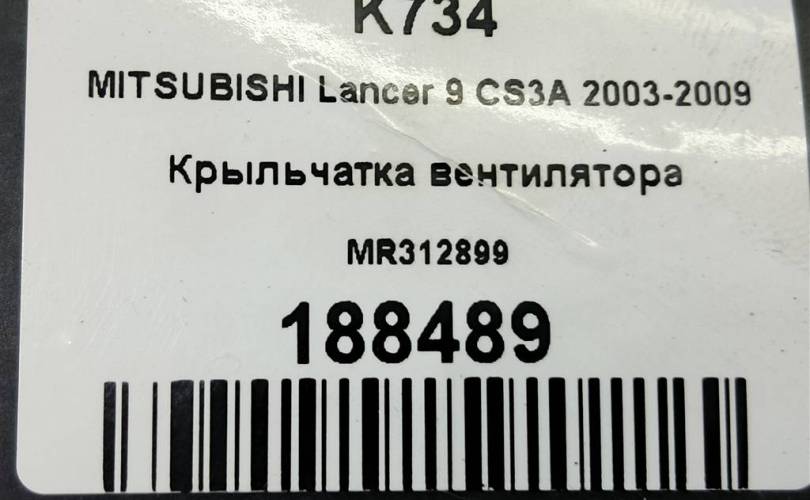 K734
MITSUBISHI Lancer 9 CS3A 2003-2009
Крыльчатка вентилятора
MR312899
188489